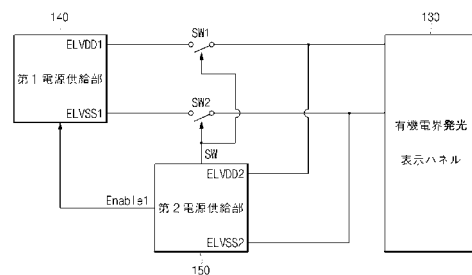 140
130
ELVDD1
SW1
第1電源供給部
ELVSS1
SW2
有機電界発光
表示パネル
SW
ELVDD2
Enable1
第2電源供給部
ELVSS2
150